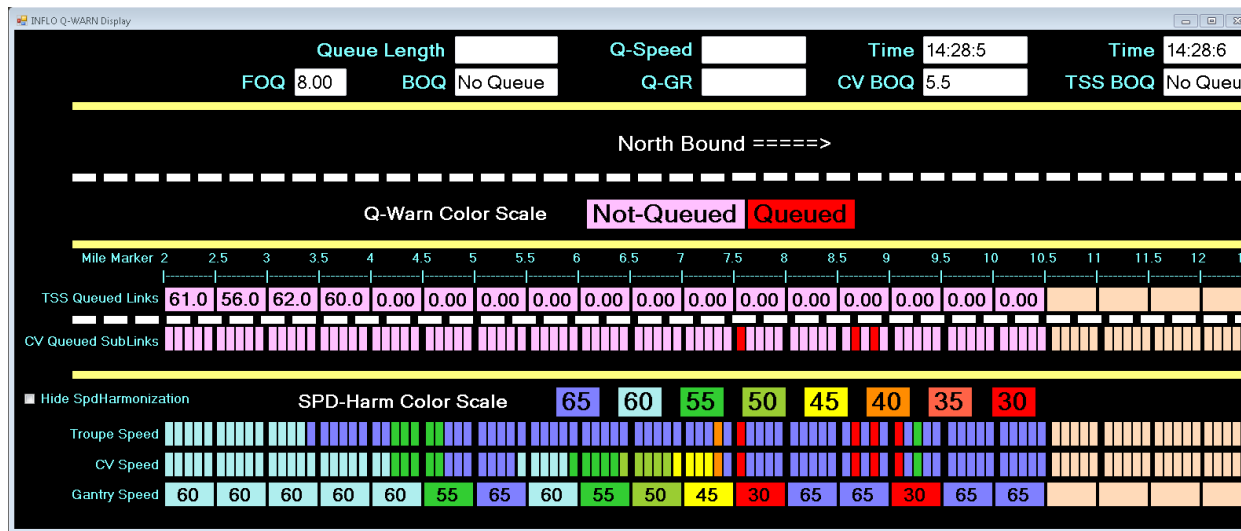 INFLO Q-WARN Display
Queue Length Q-Speed Time 14:28:5 Time 14:28:6
FOQ 8.00 BOQ No Queue Q-GR CV BOQ 5.5 TSS BOQ No Queu
North Bound =====>
Q-Warn Color Scale Not-Queued Queued
Mile Marker 2 2.5 3 3.5 4 4.5 5 5.5 6 6.5 7 7.5 8 8.5 9 9.5 10 10.5 11 11.5 12
TSS Queued Links 61.0 56.0 62.0 60.0 0.00 0.00 0.00 0.00 0.00 0.00 0.00 0.00 0.00 0.00 0.00 0.00 0.00
CV Queued SubLinks
Hide SpdHarmonization SPD-Harm Color Scale 65 60 55 50 45 40 35 30
Troupe Speed
CV Speed
Gantry Speed 60 60 60 60 60 55 65 60 55 50 45 30 65 65 30 65 65